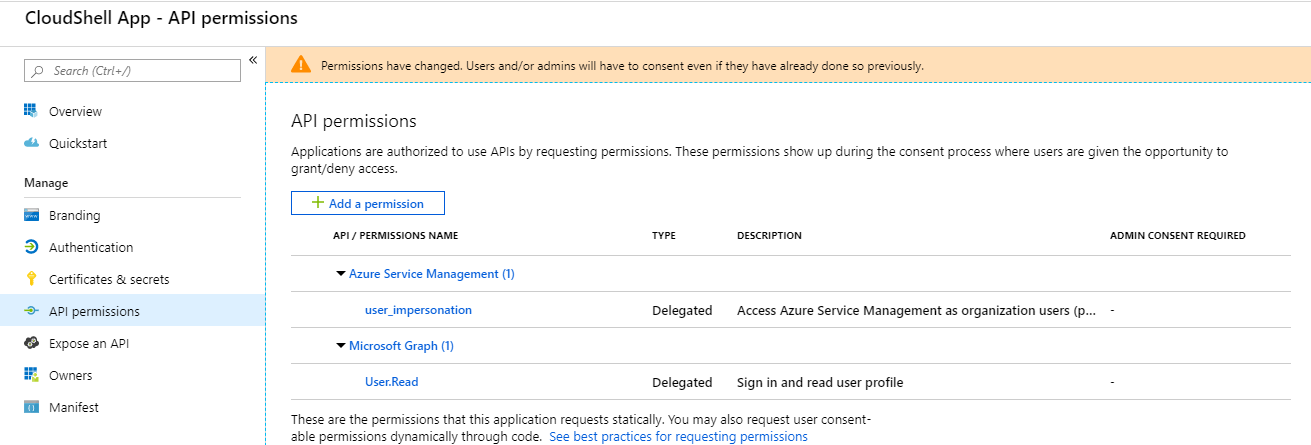 CloudShell App - API permissions
Search (Ctrl+/)
«
Overview
Quickstart
Manage
Branding
Authentication
Certificates & secrets
API permissions
Expose an API
Owners
Manifest
Permissions have changed. Users and/or admins will have to consent even if they have already done so previously.
API permissions
Applications are authorized to use APIs by requesting permissions. These permissions show up during the consent process where users are given the opportunity to
grant/deny access.
+ Add a permission
API / PERMISSIONS NAME TYPE DESCRIPTION ADMIN CONSENT REQUIRED
Azure Service Management (1)
user_impersonation Delegated Access Azure Service Management as organization users (p... -
Microsoft Graph (1)
User.Read Delegated Sign in and read user profile -
These are the permissions that this application requests statically. You may also request user consent-
able permissions dynamically through code. See best practices for requesting permissions